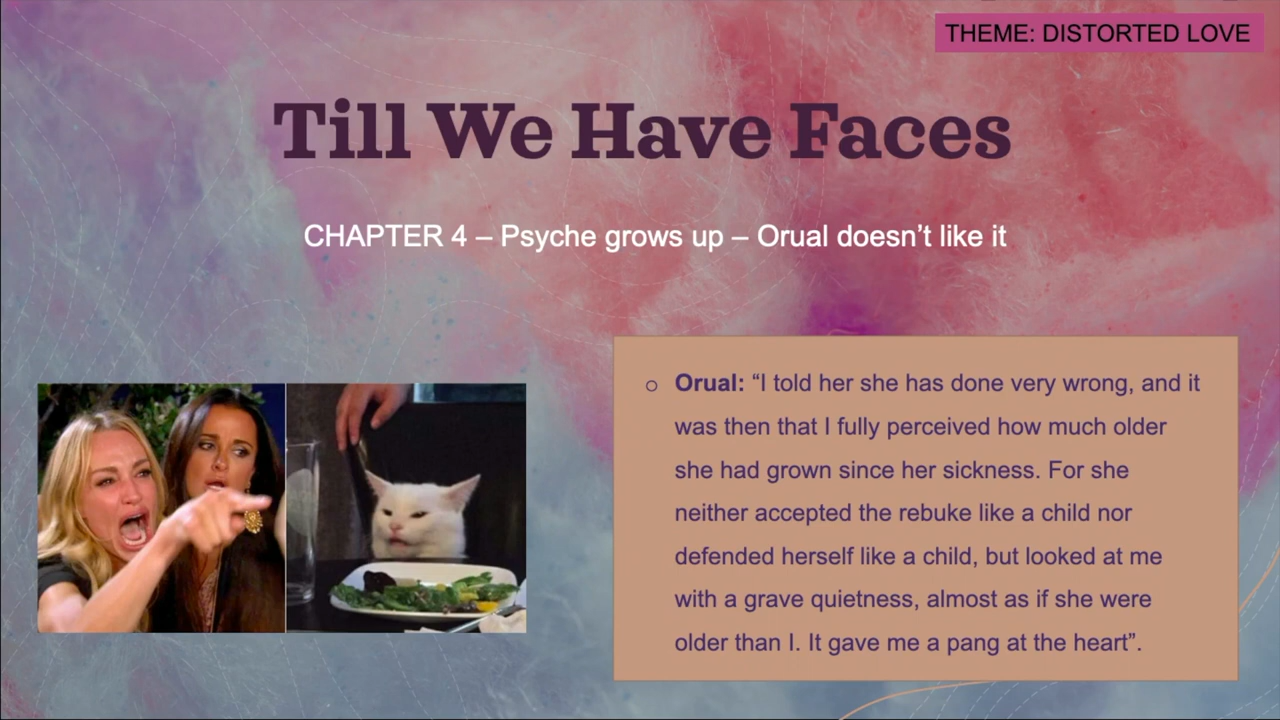 THEME: DISTORTED LOVE
Till We Have Faces
CHAPTER 4 – Psyche grows up – Orual doesn’t like it
○ Orual: “I told her she has done very wrong, and it
was then that I fully perceived how much older
she had grown since her sickness. For she
neither accepted the rebuke like a child nor
defended herself like a child, but looked at me
with a grave quietness, almost as if she were
older than I. It gave me a pang at the heart”.